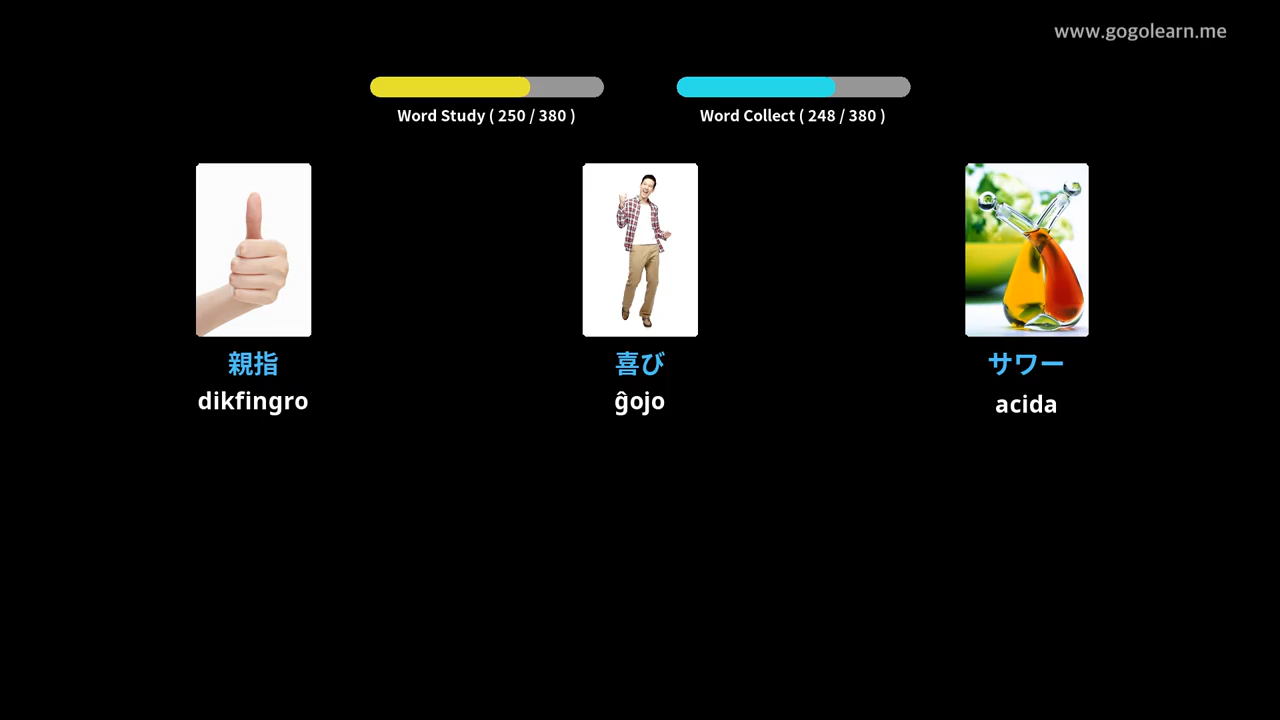 www.gogolearn.me
Word Study ( 250 / 380 )
Word Collect ( 248 / 380 )
親指
dikfingro
喜び
ĝojo
サワー
acida